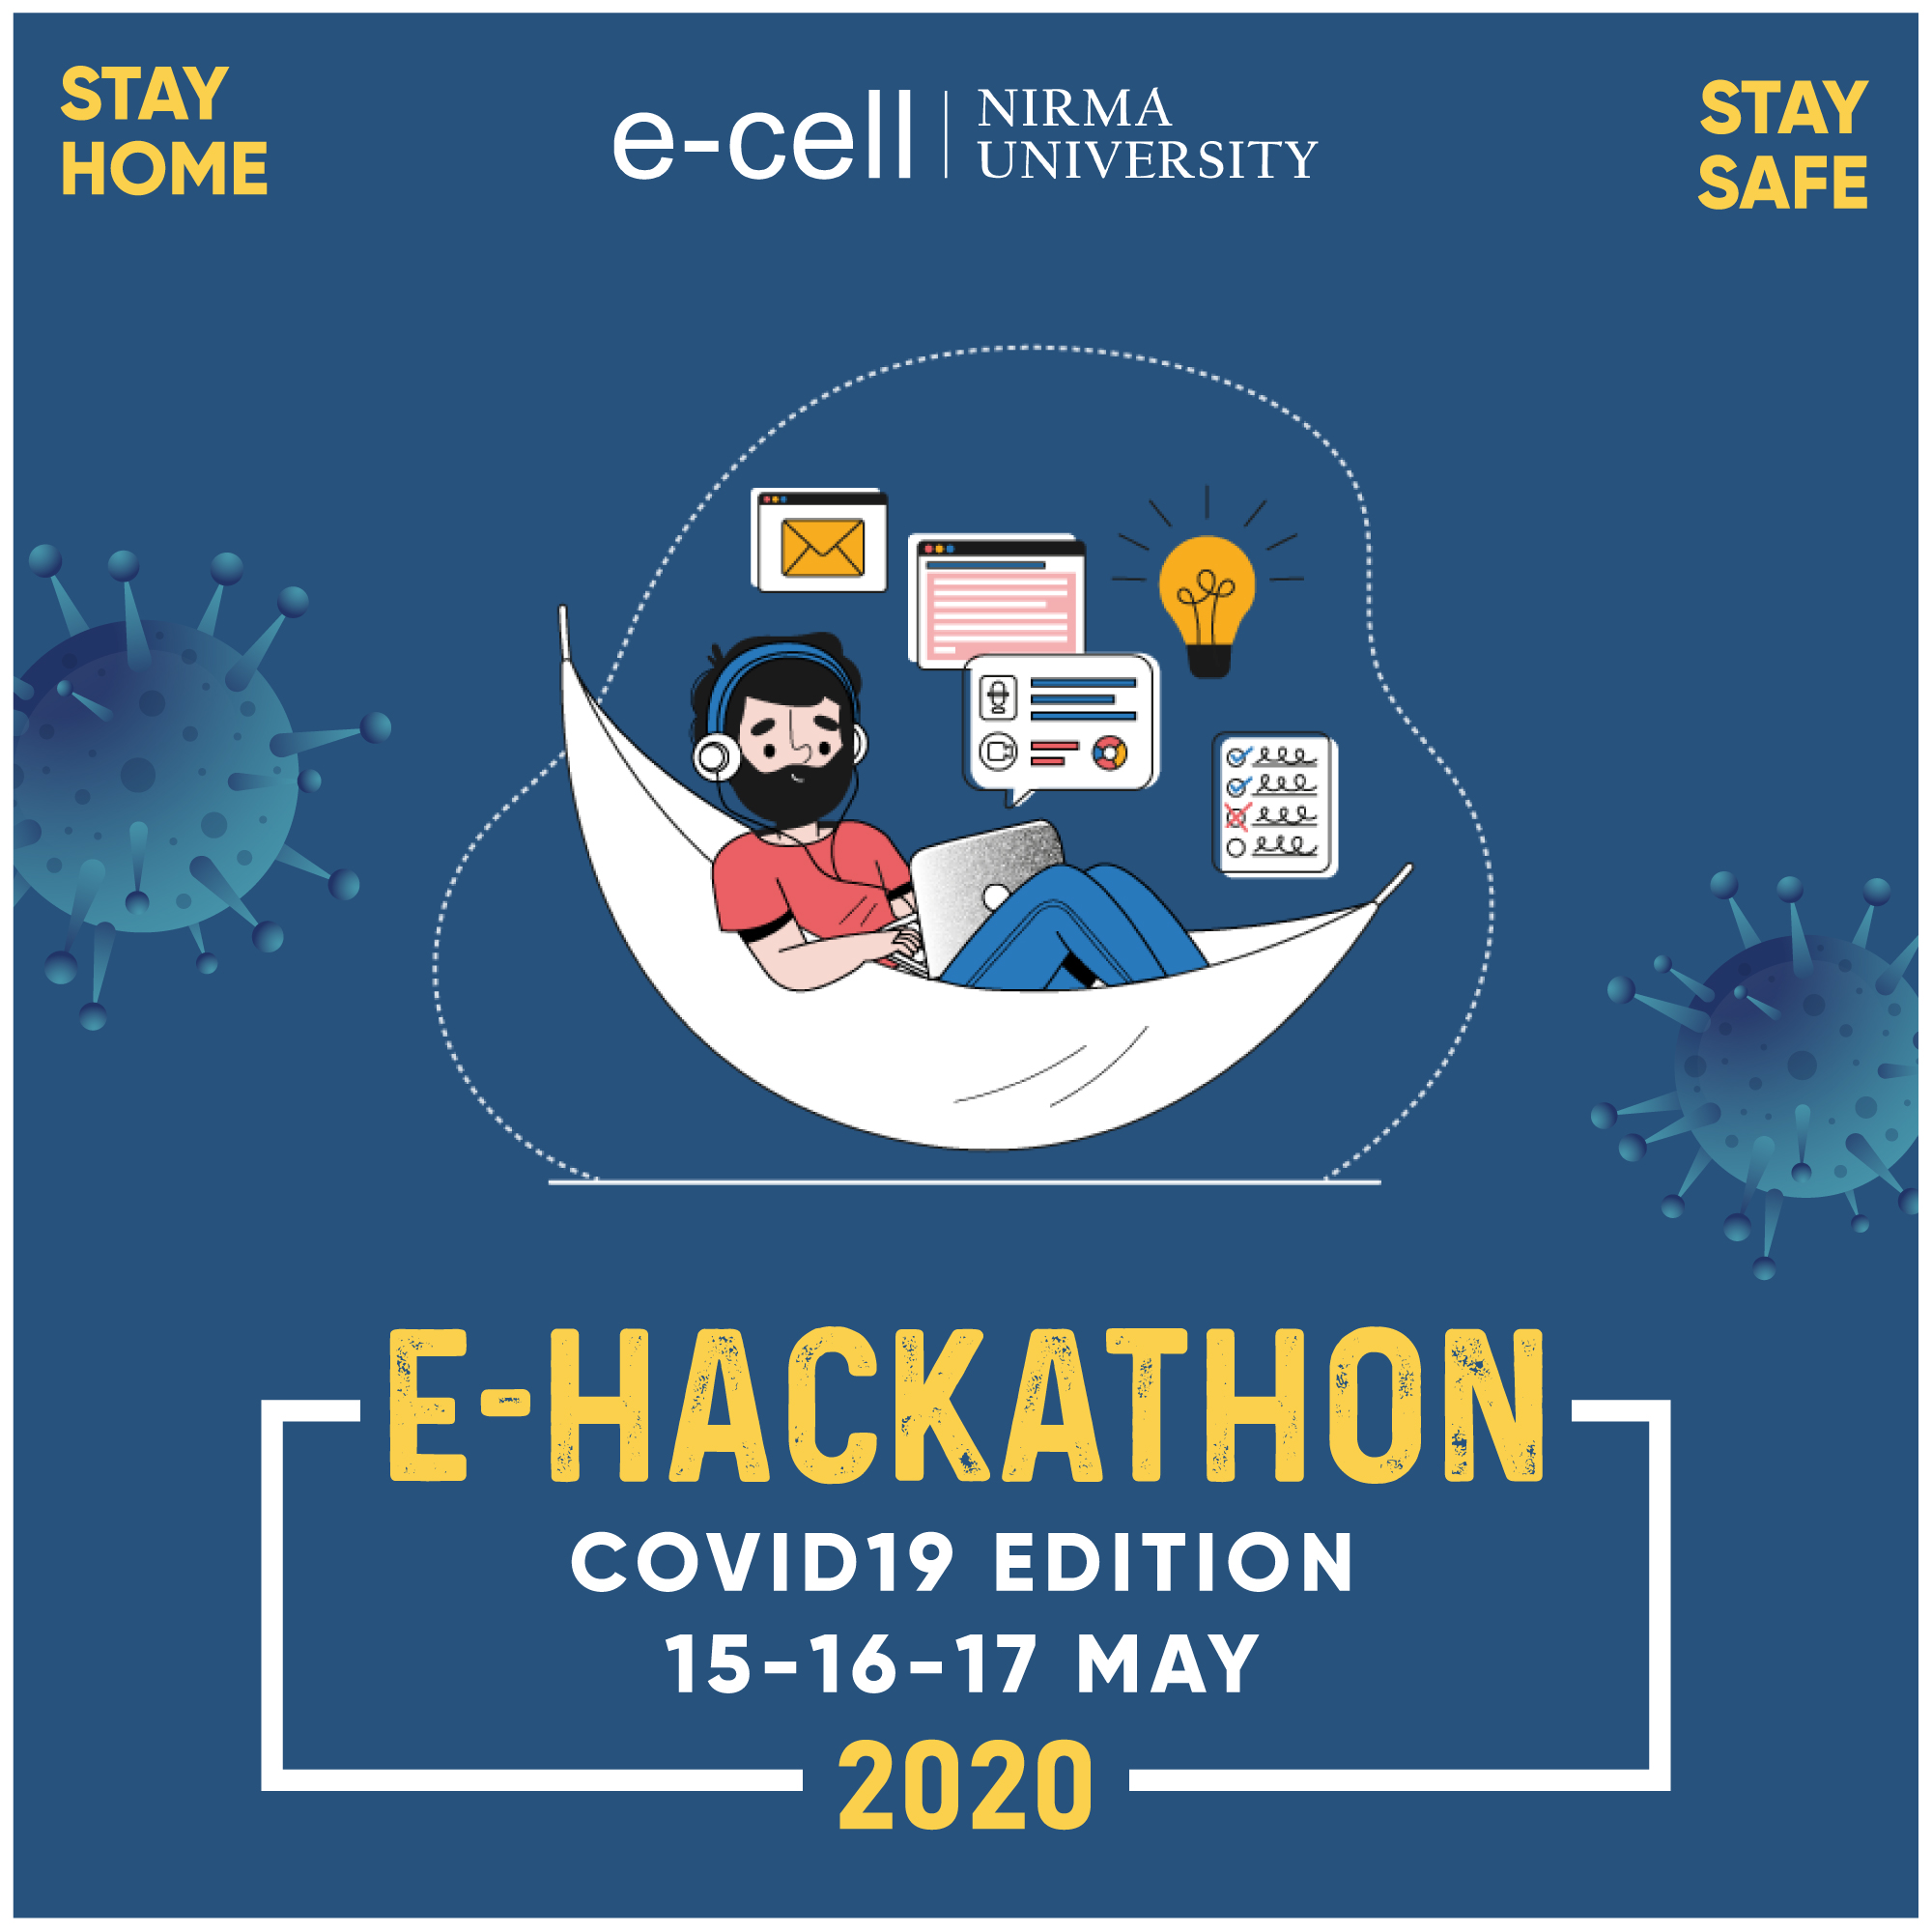 STAY
HOME
e-cell
NIRMA
UNIVERSITY
STAY
SAFE
E-HACKATHON
COVID19 EDITION
15-16-17 MAY
2020